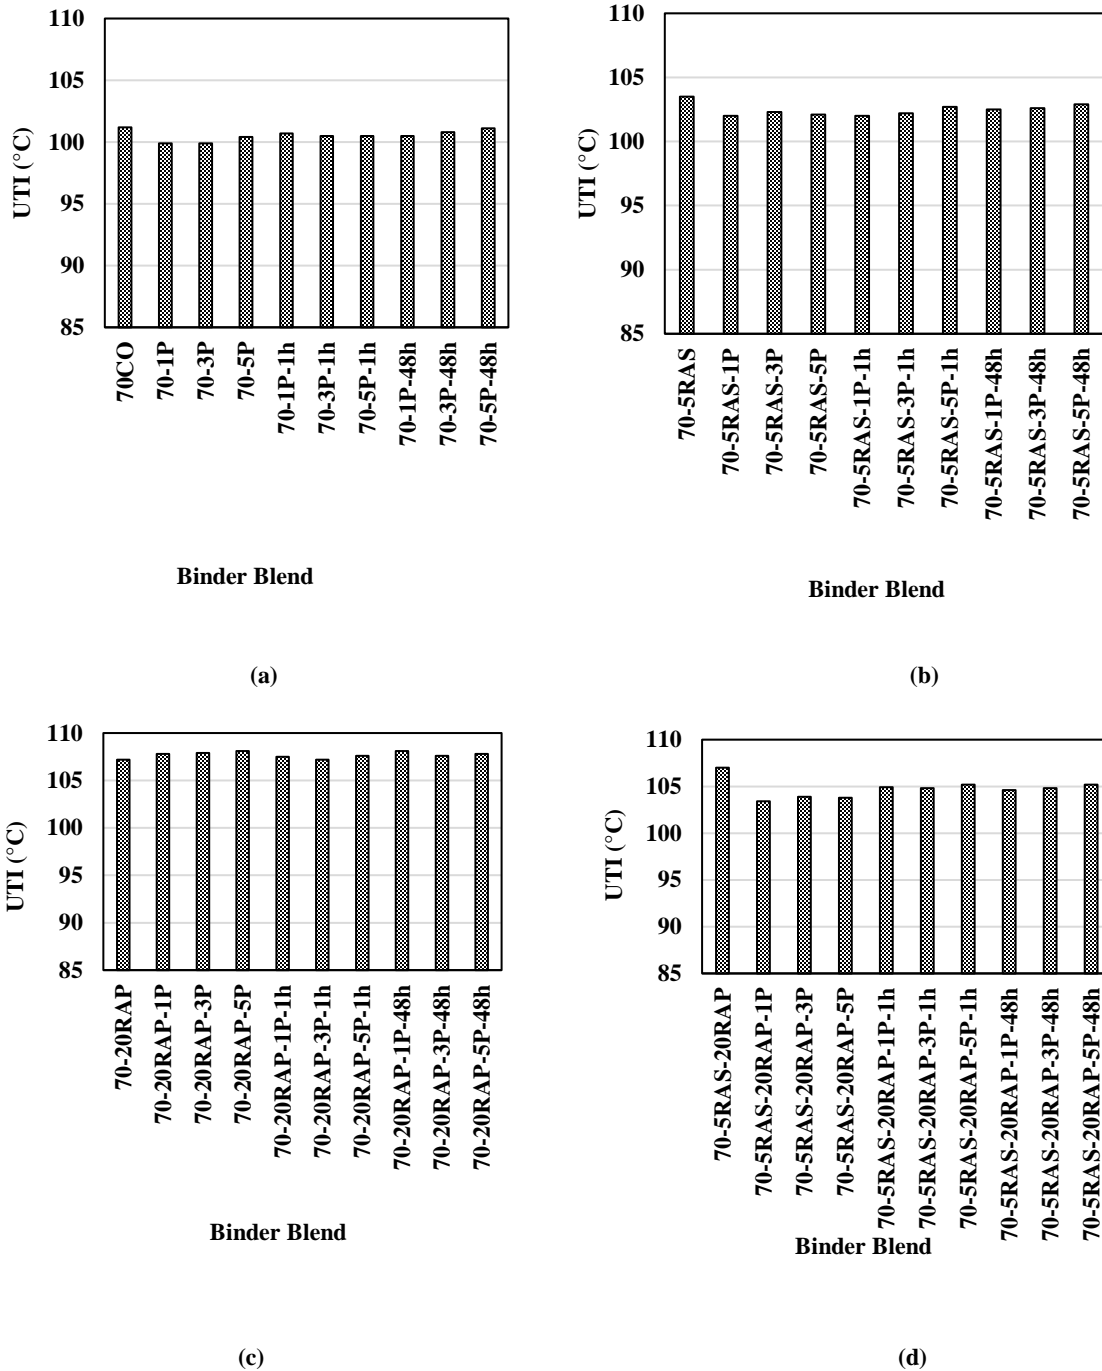 110
105
100
95
90
85
UTI (°C)
70CO
70-1P
70-3P
70-5P
70-1P-1h
70-3P-1h
70-5P-1h
70-1P-48h
70-3P-48h
70-5P-48h
Binder Blend
(a)
110
105
100
95
90
85
UTI (°C)
70-5RAS
70-5RAS-1P
70-5RAS-3P
70-5RAS-5P
70-5RAS-1P-1h
70-5RAS-3P-1h
70-5RAS-5P-1h
70-5RAS-1P-48h
70-5RAS-3P-48h
70-5RAS-5P-48h
Binder Blend
(b)
110
105
100
95
90
85
UTI (°C)
70-20RAP
70-20RAP-1P
70-20RAP-3P
70-20RAP-5P
70-20RAP-1P-1h
70-20RAP-3P-1h
70-20RAP-5P-1h
70-20RAP-1P-48h
70-20RAP-3P-48h
70-20RAP-5P-48h
Binder Blend
(c)
110
105
100
95
90
85
UTI (°C)
70-5RAS-20RAP
70-5RAS-20RAP-1P
70-5RAS-20RAP-3P
70-5RAS-20RAP-5P
70-5RAS-20RAP-1P-1h
70-5RAS-20RAP-3P-1h
70-5RAS-20RAP-5P-1h
70-5RAS-20RAP-1P-48h
70-5RAS-20RAP-3P-48h
70-5RAS-20RAP-5P-48h
Binder Blend
(d)